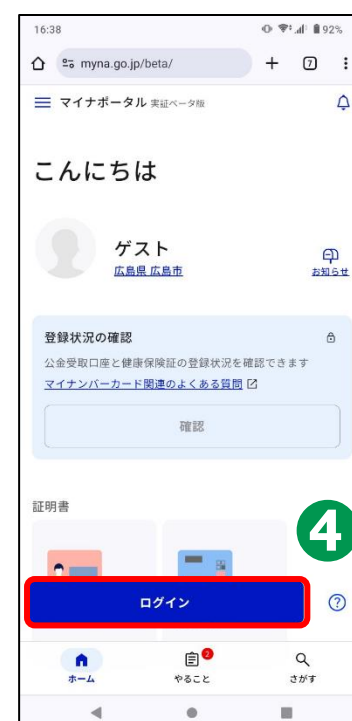 16:38 92%
myna.go.jp/beta/ 7
マイナポータル 実証ベータ版
こんにちは
ゲスト
広島県 広島市
お知らせ
登録状況の確認
公金受取口座と健康保険証の登録状況を確認できます
マイナンバーカード関連のよくある質問
確認
証明書
4
ログイン
?
2
ホーム やること さがす